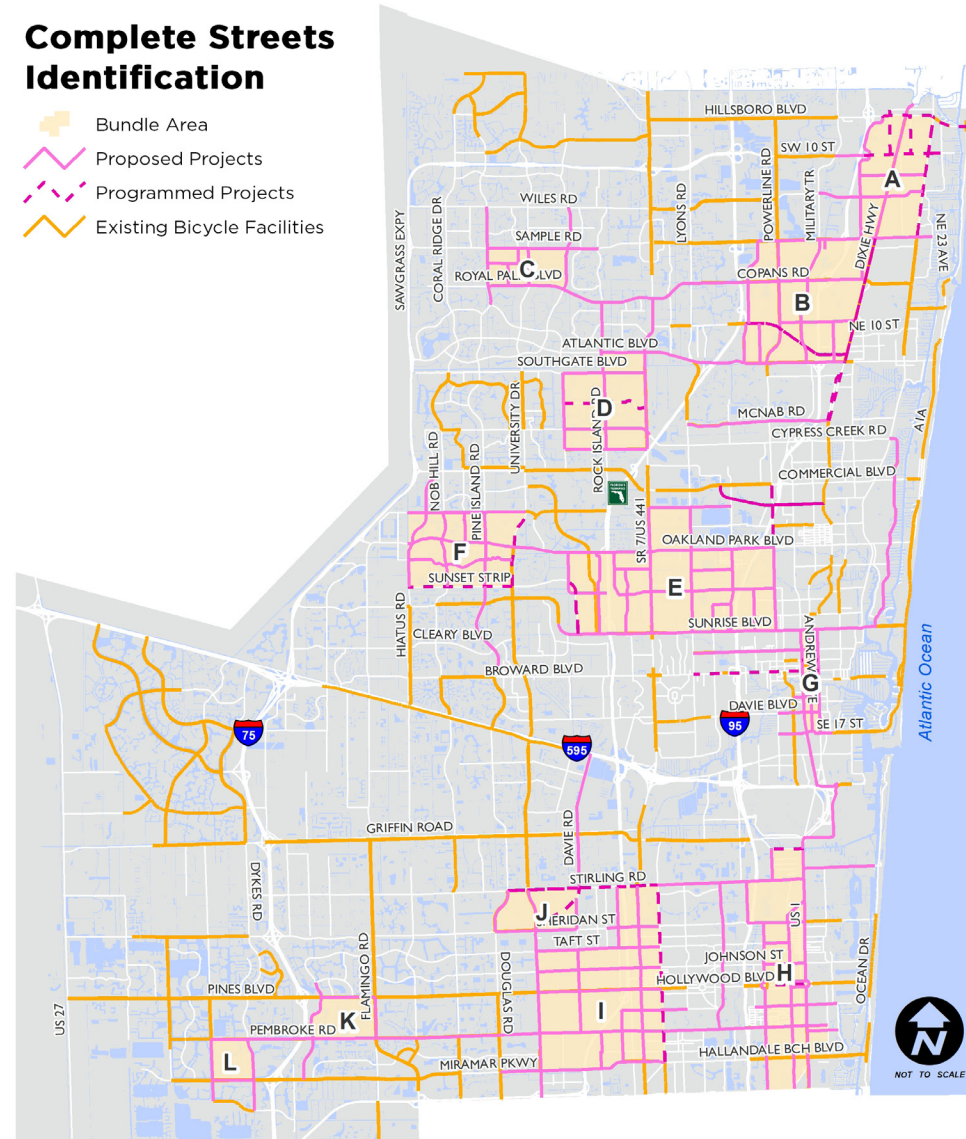 Complete Streets
Identification
Bundle Area
Proposed Projects
Programmed Projects
Existing Bicycle Facilities
HILLSBORO BLVD
SW 10 ST
A
POWERLINE RD
MILITARY TR
LYONS RD
WILES RD
SAMPLE RD
C
ROYAL PALM BLVD
SAWGRASS EXPY
CORAL RIDGE DR
DIXIE HWY
NE 23 AVE
COPANS RD
B
NE 10 ST
ATLANTIC BLVD
SOUTHGATE BLVD
UNIVERSITY DR
D
ROCK ISLAND RD
MCNAB RD
CYPRESS CREEK RD
A1A
COMMERCIAL BLVD
NOB HILL RD
PINE ISLAND RD
SR 7/US 441
OAKLAND PARK BLVD
F
SUNSET STRIP
E
HIATUS RD
CLEARY BLVD
SUNRISE BLVD
BROWARD BLVD
G
DAVIE BLVD
SE 17 ST
Atlantic Ocean
75
95
595
GRIFFIN ROAD
DAVIE RD
DYKES RD
STIRLING RD
J
SHERIDAN ST
TAFT ST
US 1
JOHNSON ST
HOLLYWOOD BLVD
H
OCEAN DR
FLAMINGO RD
DOUGLAS RD
PINES BLVD
US 27
K
I
PEMBROKE RD
L
MIRAMAR PKWY
HALLANDALE BCH BLVD
N
NOT TO SCALE